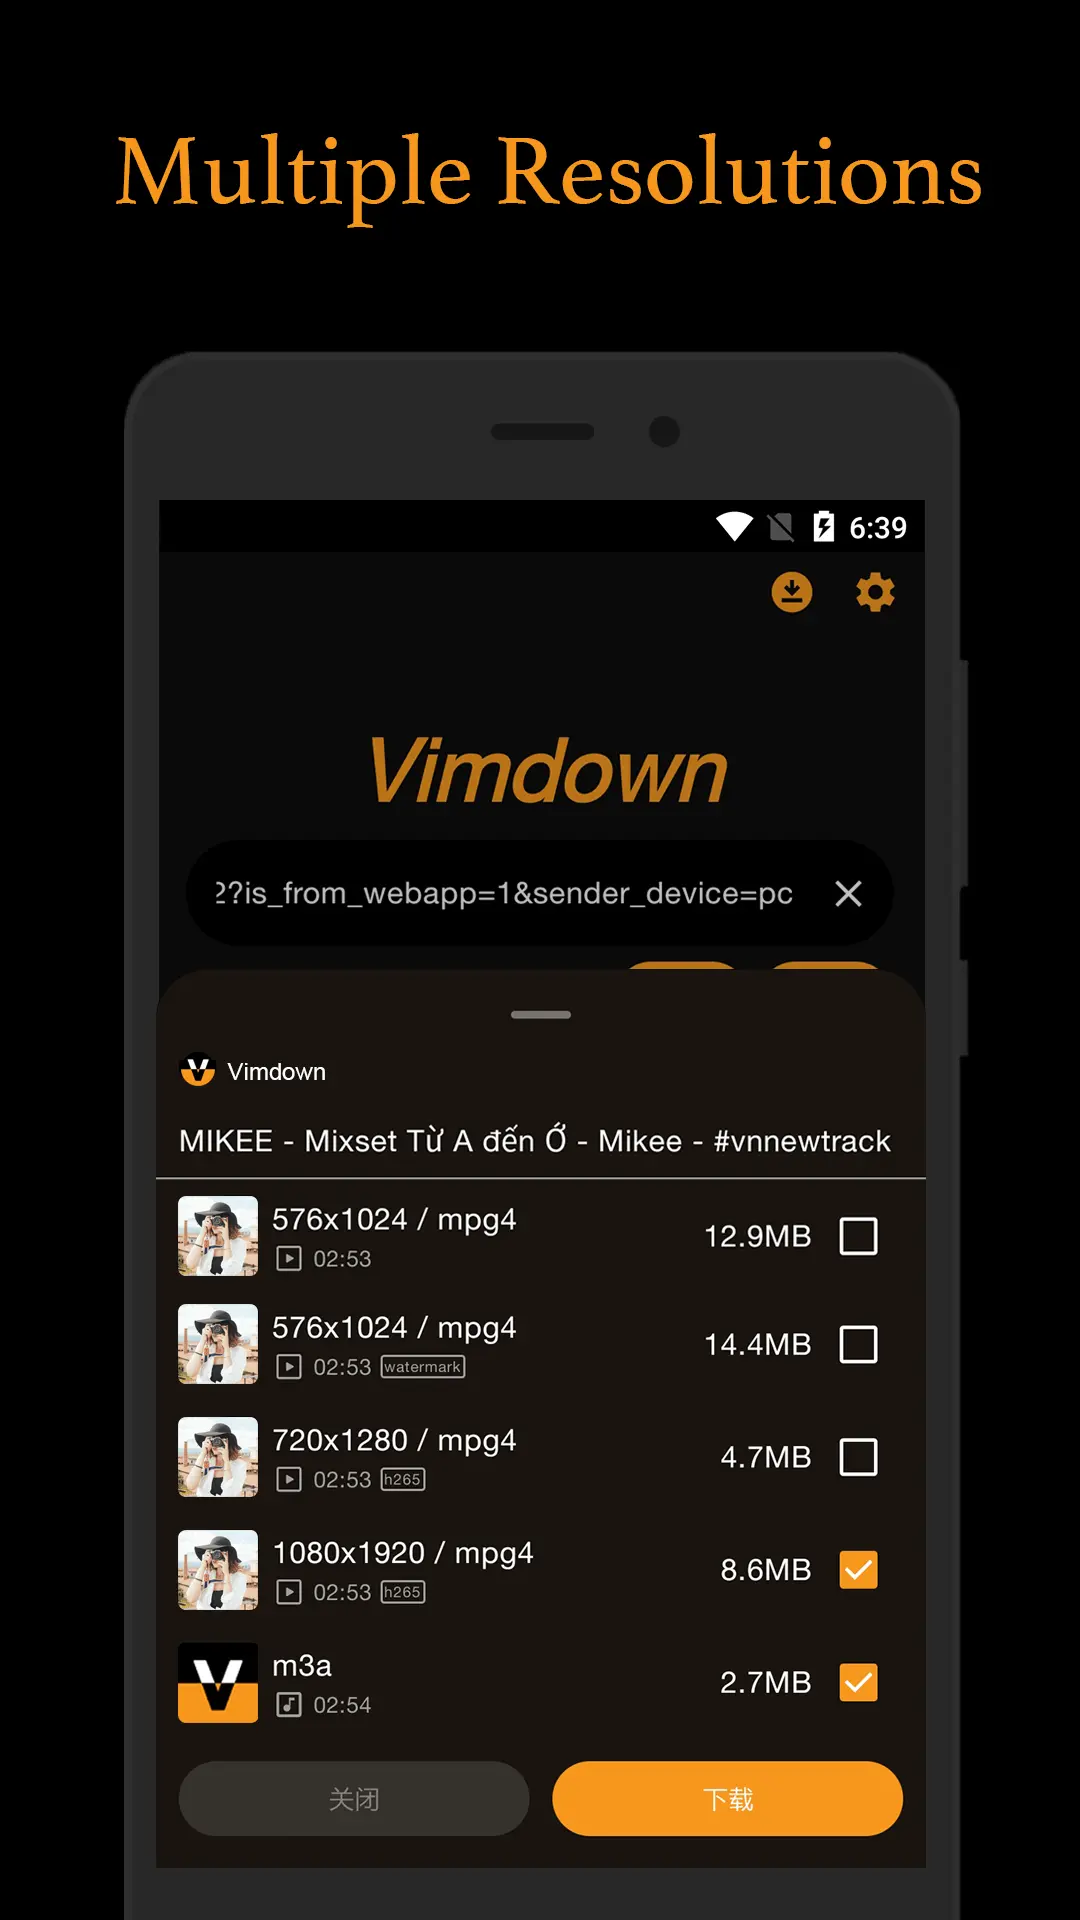 Multiple Resolutions
6:39
Vimdown
2?is_from_webapp=1&sender_device=pc
Vimdown
MIKEE - Mixset Từ A đến Ớ - Mikee - #vnnewtrack
576x1024 / mpg4
02:53
12.9MB
576x1024 / mpg4
02:53 watermark
14.4MB
720x1280 / mpg4
02:53 h265
4.7MB
1080x1920 / mpg4
02:53 h265
8.6MB
m3a
02:54
2.7MB
关闭
下载